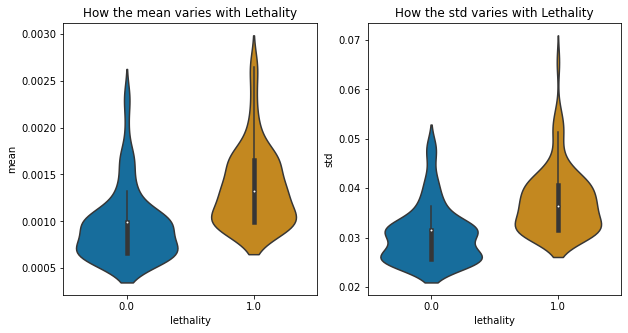 How the mean varies with Lethality
0.0030
0.0025
0.0020
0.0015
0.0010
0.0005
mean
0.0
1.0
lethality
How the std varies with Lethality
0.07
0.06
0.05
0.04
0.03
0.02
std
0.0
1.0
lethality